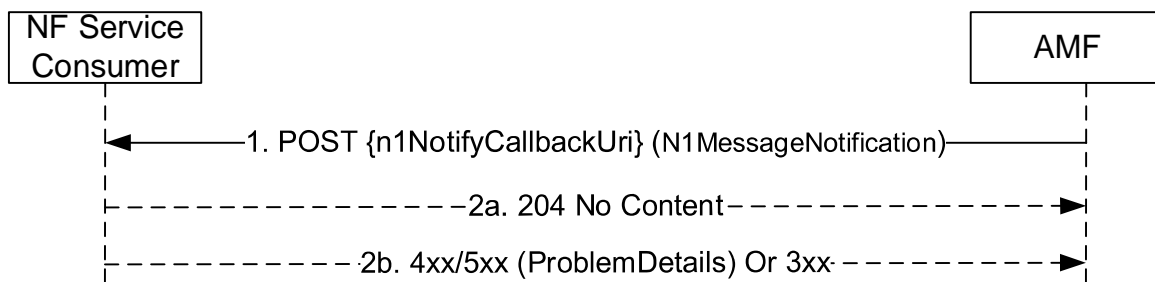 NF Service
Consumer
AMF
1. POST {n1NotifyCallbackUri} (N1MessageNotification)
2a. 204 No Content
2b. 4xx/5xx (ProblemDetails) Or 3xx